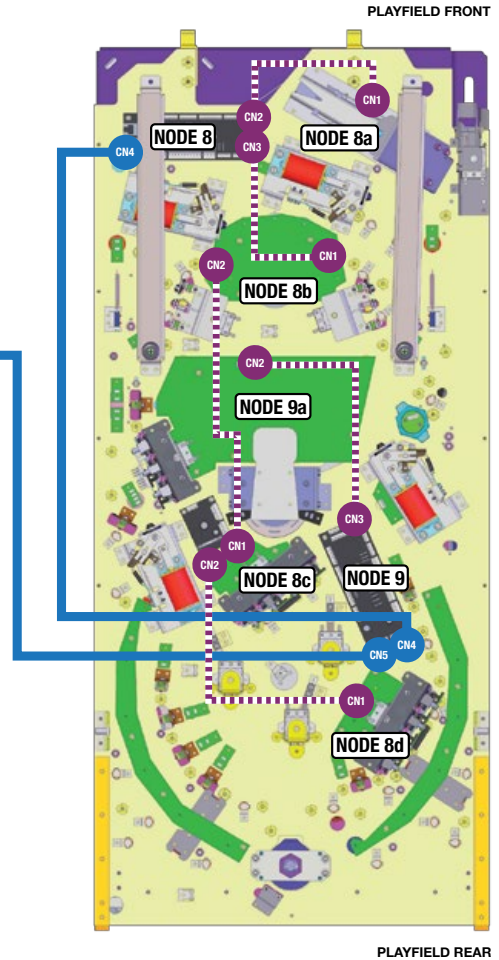 PLAYFIELD FRONT
CN1
CN2
NODE 8
NODE 8a
CN3
CN4
CN2
CN1
NODE 8b
CN2
NODE 9a
CN3
CN1
CN2
NODE 8c
NODE 9
CN4
CN5
CN1
NODE 8d
PLAYFIELD REAR